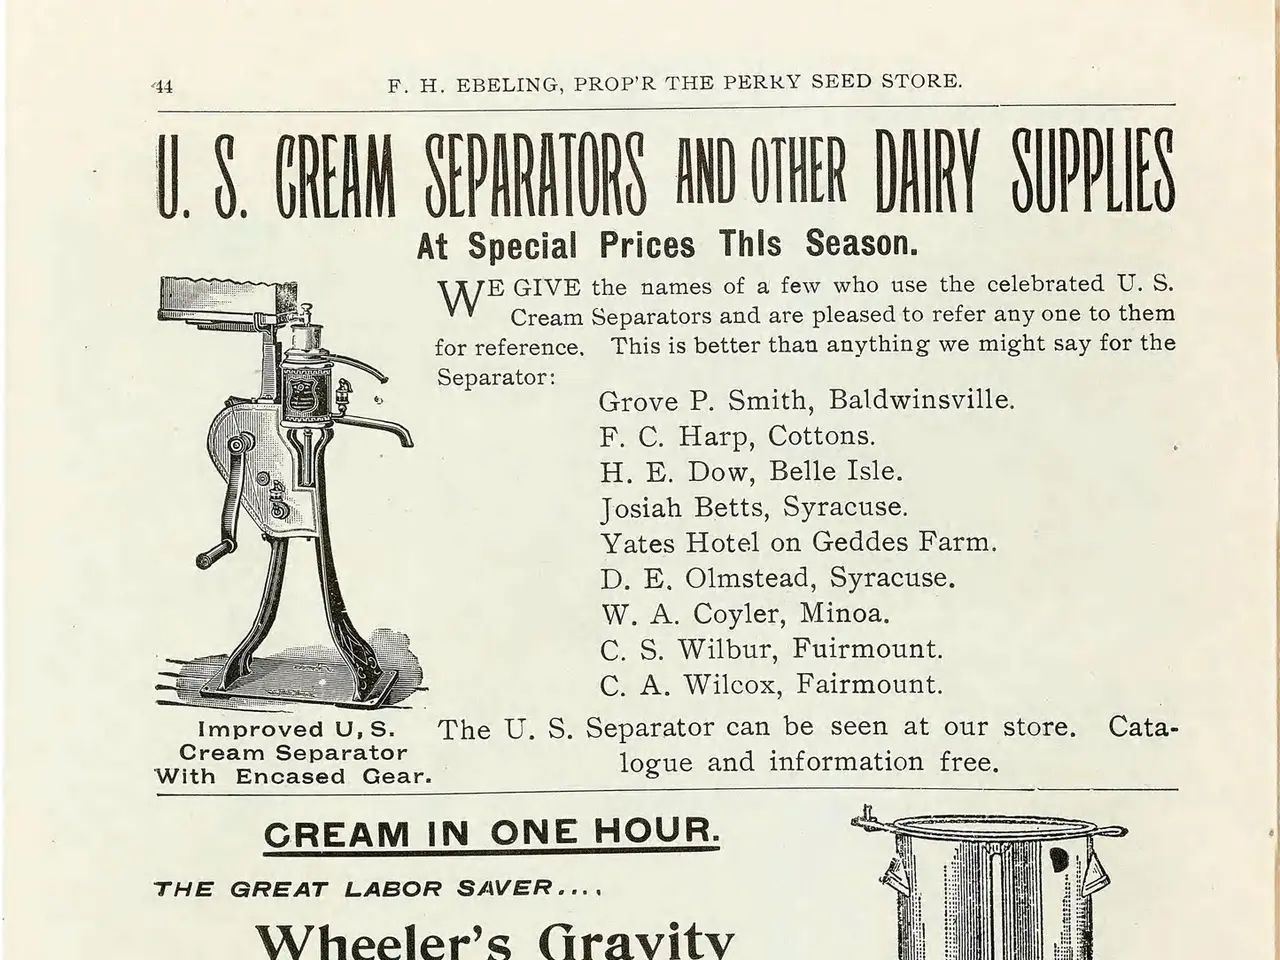 44
F. H. EBELING, PROP'R THE PERRY SEED STORE.
U. S. CREAM SEPARATORS AND OTHER DAIRY SUPPLIES
At Special Prices ThIs Season.
WE GIVE the names of a few who use the celebrated U. S.
Cream Separators and are pleased to refer any one to them
for reference. This is better than anything we might say for the
Separator:
Grove P. Smith, Baldwinsville.
F. C. Harp, Cottons.
H. E. Dow, Belle Isle.
Josiah Betts, Syracuse.
Yates Hotel on Geddes Farm.
D. E. Olmstead, Syracuse.
W. A. Coyler, Minoa.
C. S. Wilbur, Fuirmount.
C. A. Wilcox, Fairmount.
Improved U, S.
Cream Separator
With Encased Gear.
The U. S. Separator can be seen at our store. Cata-
logue and information free.
CREAM IN ONE HOUR.
THE GREAT LABOR SAVER....
Wheeler's Gravity